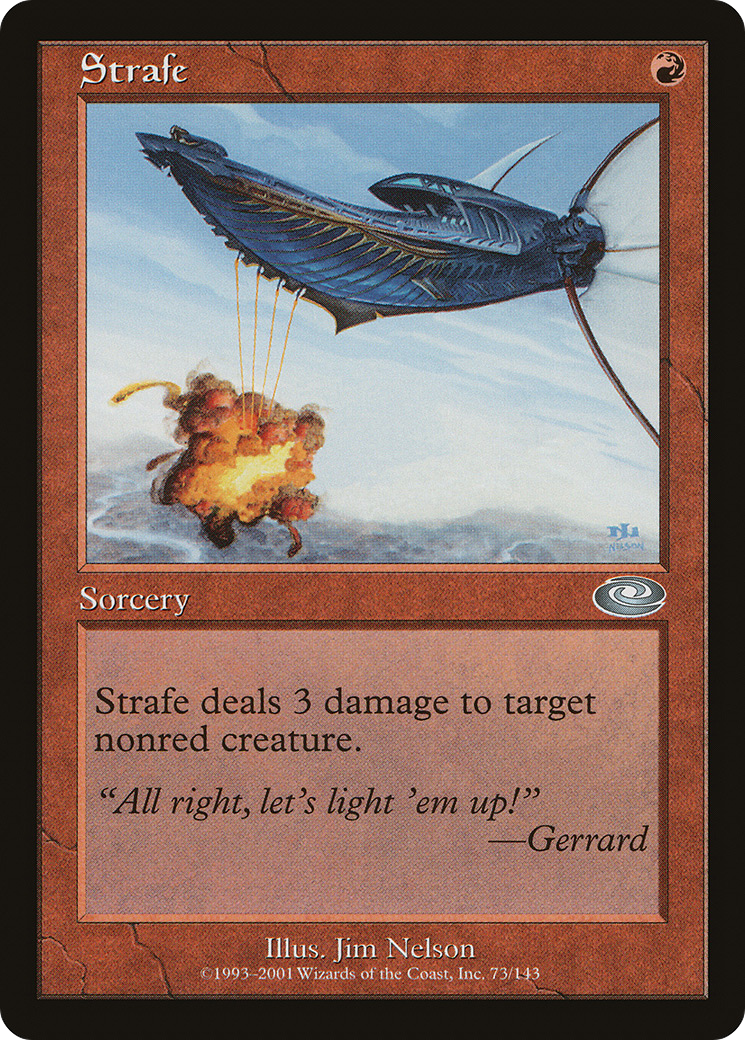 Strafe
NELSON
Sorcery
Strafe deals 3 damage to target
nonred creature.
“All right, let’s light ’em up!”
—Gerrard
Illus. Jim Nelson
©1993–2001 Wizards of the Coast, Inc. 73/143